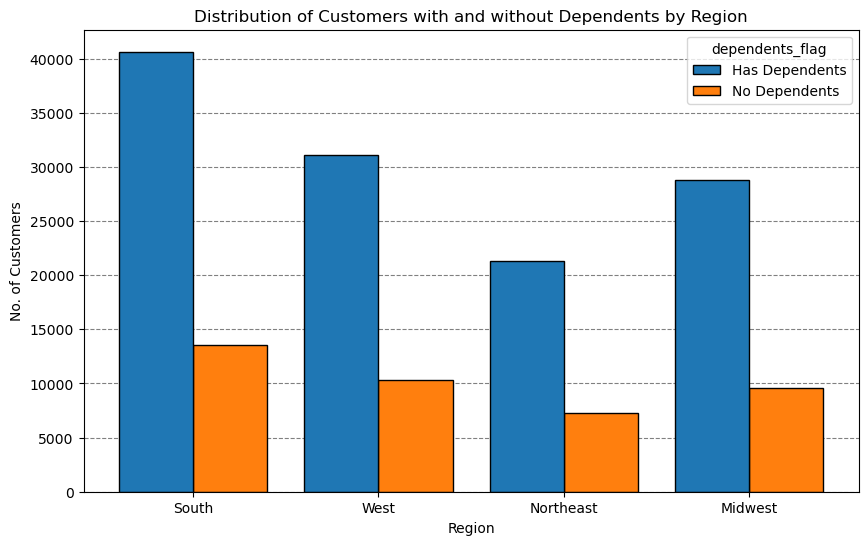 Distribution of Customers with and without Dependents by Region
dependents_flag
Has Dependents
No Dependents
No. of Customers
40000
35000
30000
25000
20000
15000
10000
5000
0
South West Northeast Midwest
Region